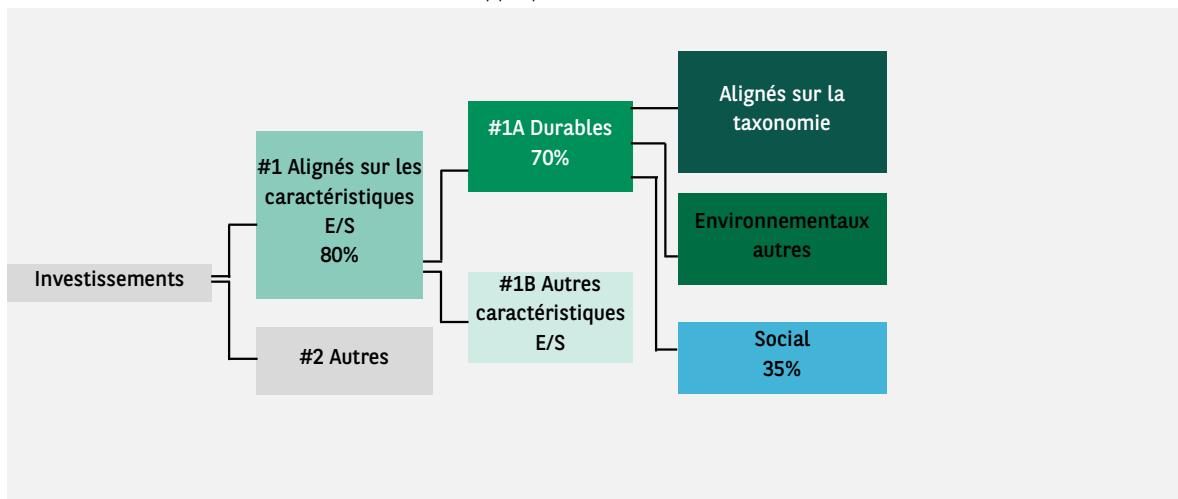 Investissements
#1 Alignés sur les
caractéristiques
E/S
80%
#2 Autres
#1A Durables
70%
#1B Autres
caractéristiques
E/S
Alignés sur la
taxonomie
Environnementaux
autres
Social
35%